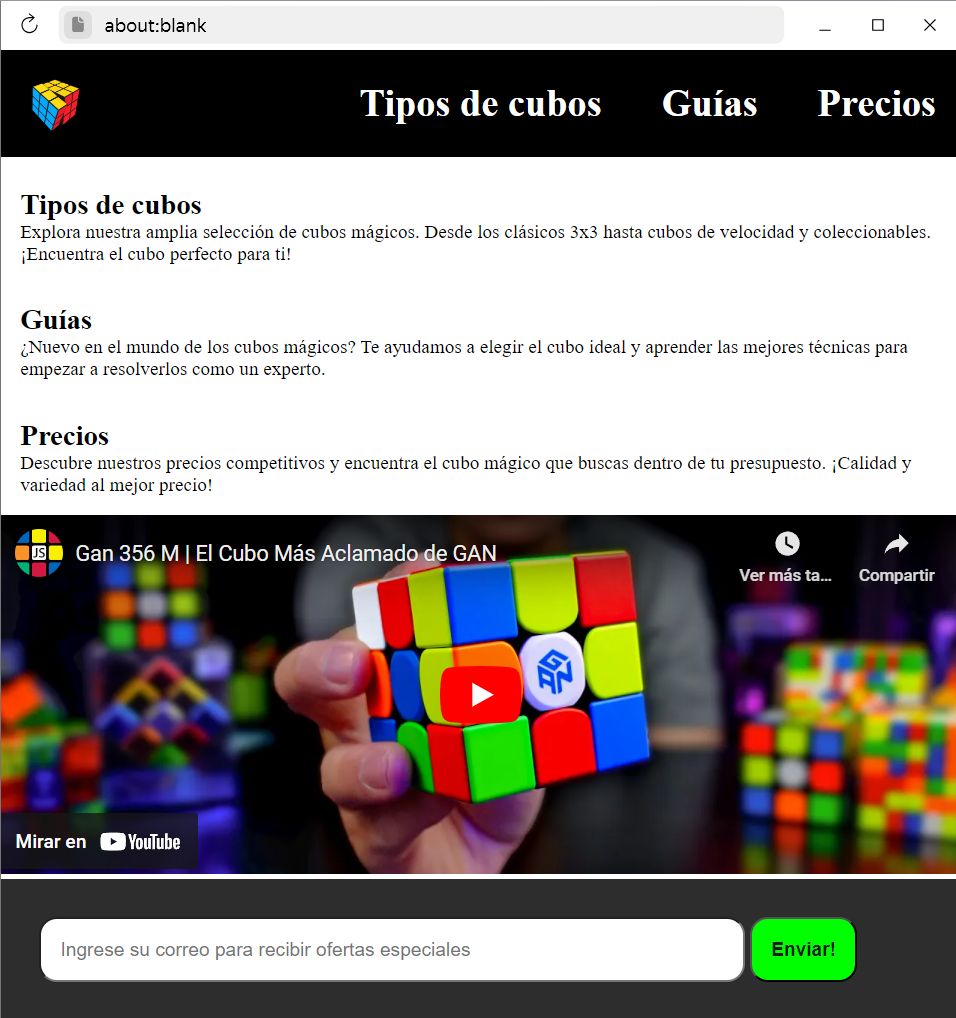 about:blank
Tipos de cubos Guías Precios
Tipos de cubos
Explora nuestra amplia selección de cubos mágicos. Desde los clásicos 3x3 hasta cubos de velocidad y coleccionables.
¡Encuentra el cubo perfecto para ti!
Guías
¿Nuevo en el mundo de los cubos mágicos? Te ayudamos a elegir el cubo ideal y aprender las mejores técnicas para
empezar a resolverlos como un experto.
Precios
Descubre nuestros precios competitivos y encuentra el cubo mágico que buscas dentro de tu presupuesto. ¡Calidad y
variedad al mejor precio!
JS Gan 356 M | El Cubo Más Aclamado de GAN
Ver más ta... Compartir
GAN
Mirar en YouTube
Ingrese su correo para recibir ofertas especiales Enviar!